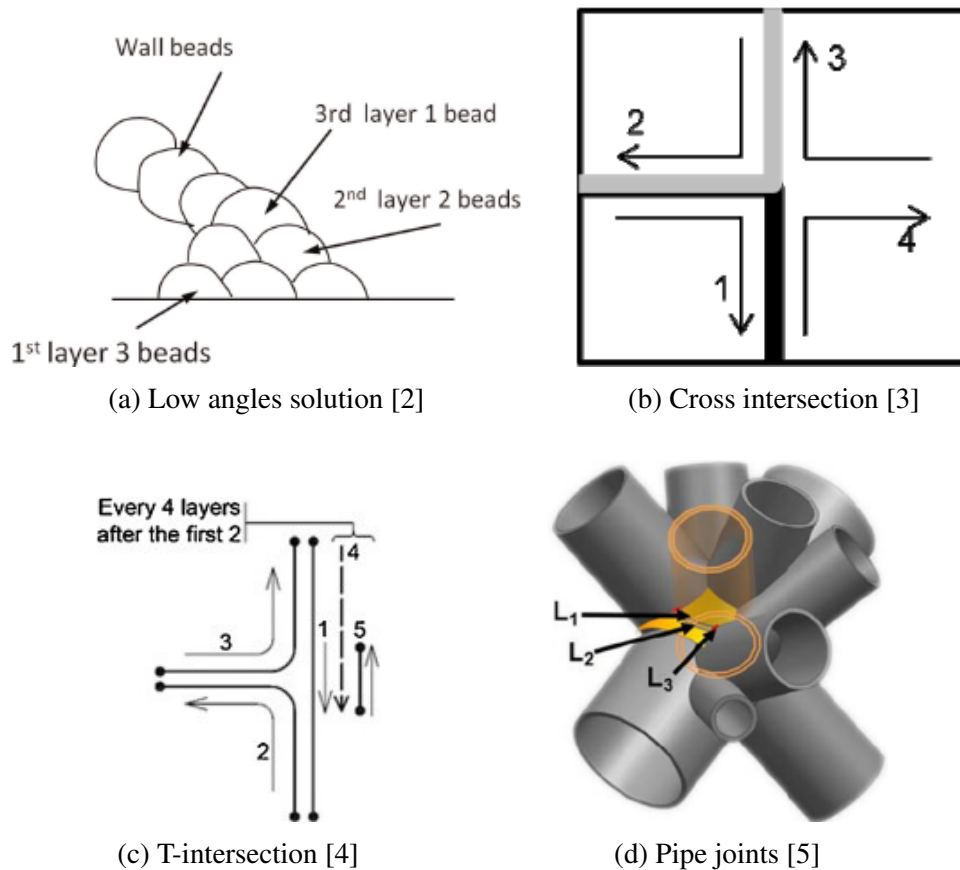 Wall beads
3rd layer 1 bead
2nd layer 2 beads
1st layer 3 beads
(a) Low angles solution [2]
2
3
1
4
(b) Cross intersection [3]
Every 4 layers
after the first 2
4
3
1
5
2
(c) T-intersection [4]
L1
L2
L3
(d) Pipe joints [5]